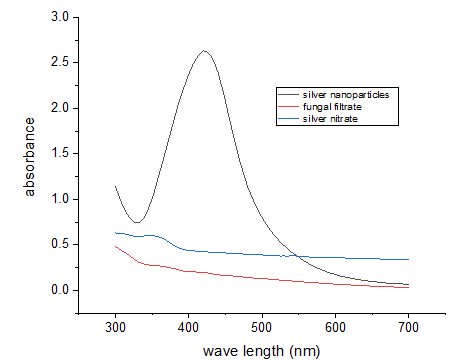 3.0
2.5
2.0
1.5
1.0
0.5
0.0
absorbance
silver nanoparticles
fungal filtrate
silver nitrate
300 400 500 600 700
wave length (nm)